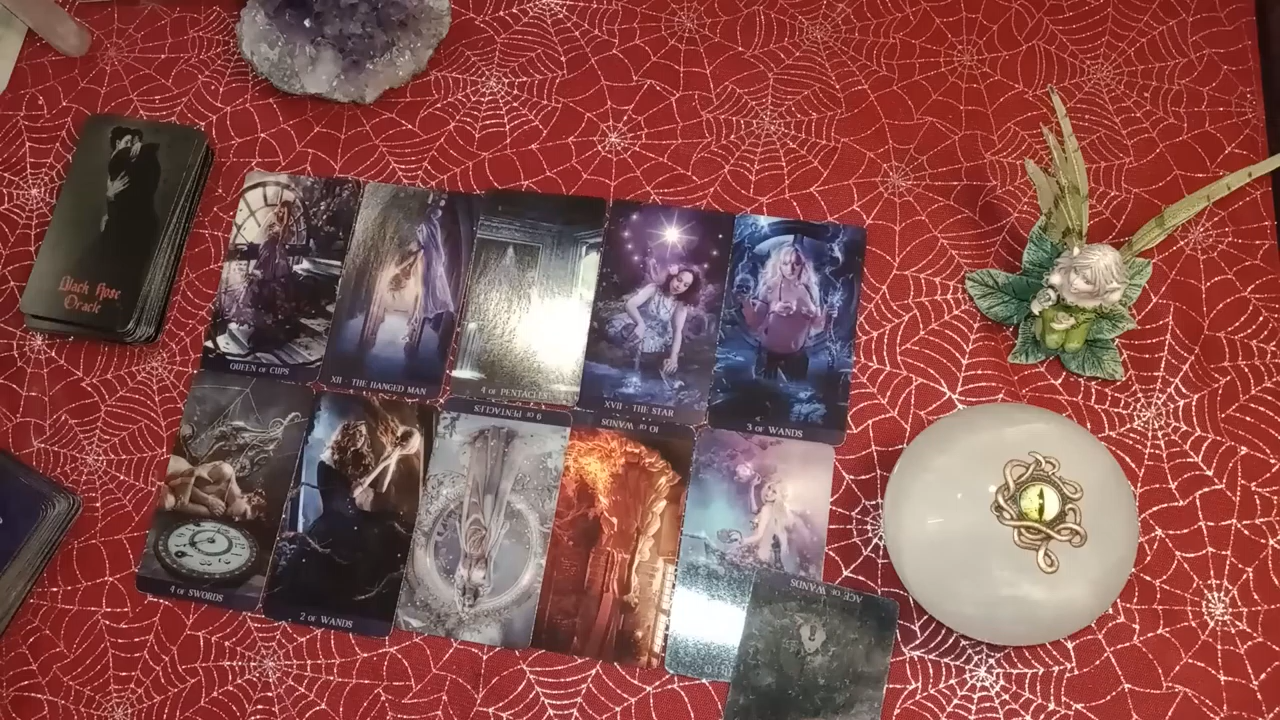 Black Rose
Oracle
QUEEN OF CUPS
XII - THE HANGED MAN
4 OF PENTACLES
XVII - THE STAR
3 OF WANDS
4 OF SWORDS
2 OF WANDS
9 OF PENTACLES
10 OF WANDS
ACE OF WANDS